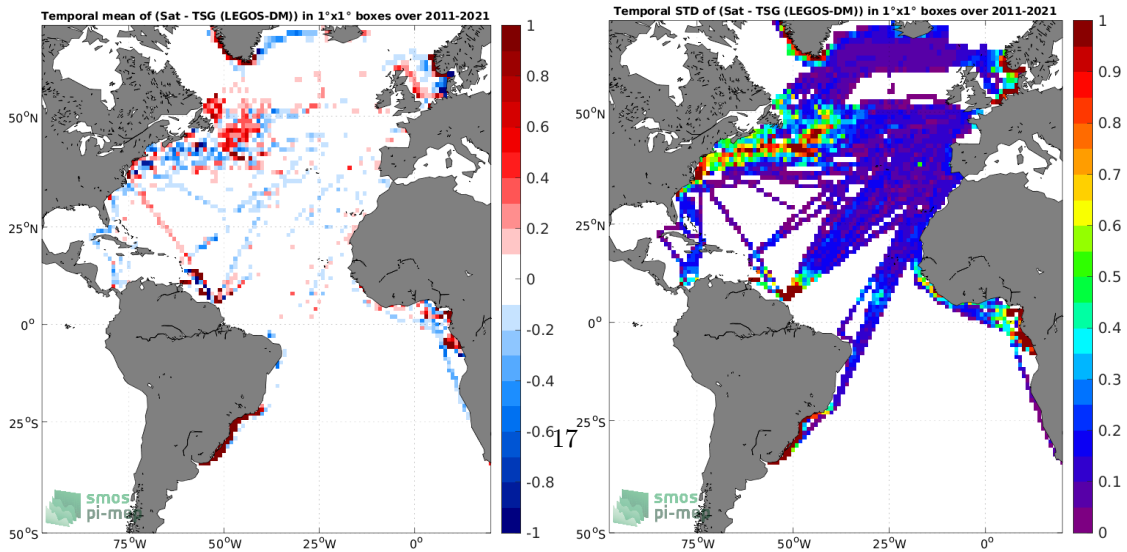 Temporal mean of (Sat - TSG (LEGOS-DM)) in 1°x1° boxes over 2011-2021
50°N
25°N
0°
25°S
50°S
75°W
50°W
25°W
0°
1
0.8
0.6
0.4
0.2
0
-0.2
-0.4
-0.6
-0.8
-1
smos
pi-me
17
Temporal STD of (Sat - TSG (LEGOS-DM)) in 1°x1° boxes over 2011-2021
50°N
25°N
0°
25°S
50°S
75°W
50°W
25°W
0°
1
0.9
0.8
0.7
0.6
0.5
0.4
0.3
0.2
0.1
0
smos
pi-me